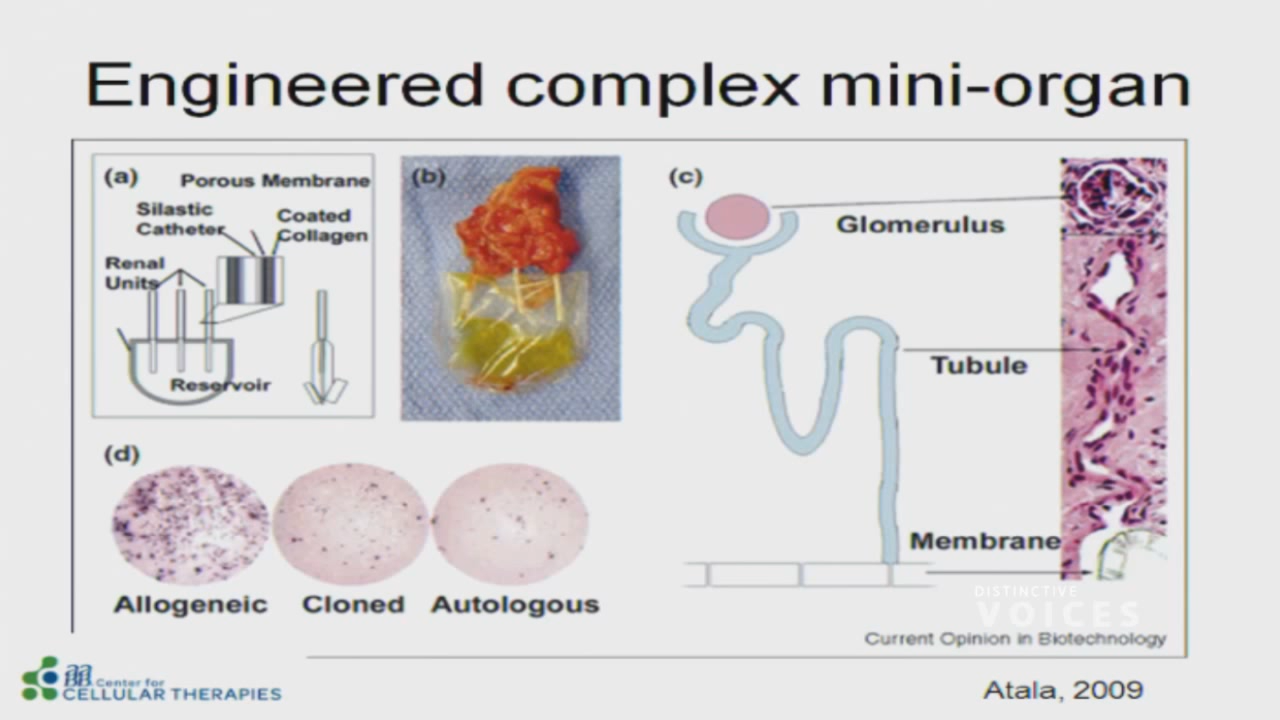 Engineered complex mini-organ
(a)
Porous Membrane
Silastic
Catheter
Coated
Collagen
Renal
Units
Reservoir
(b)
(c)
Glomerulus
Tubule
Membrane
(d)
Allogeneic Cloned Autologous
DISTINCTIVE
VOICES
Current Opinion in Biotechnology
Center for
CELLULAR THERAPIES
Atala, 2009